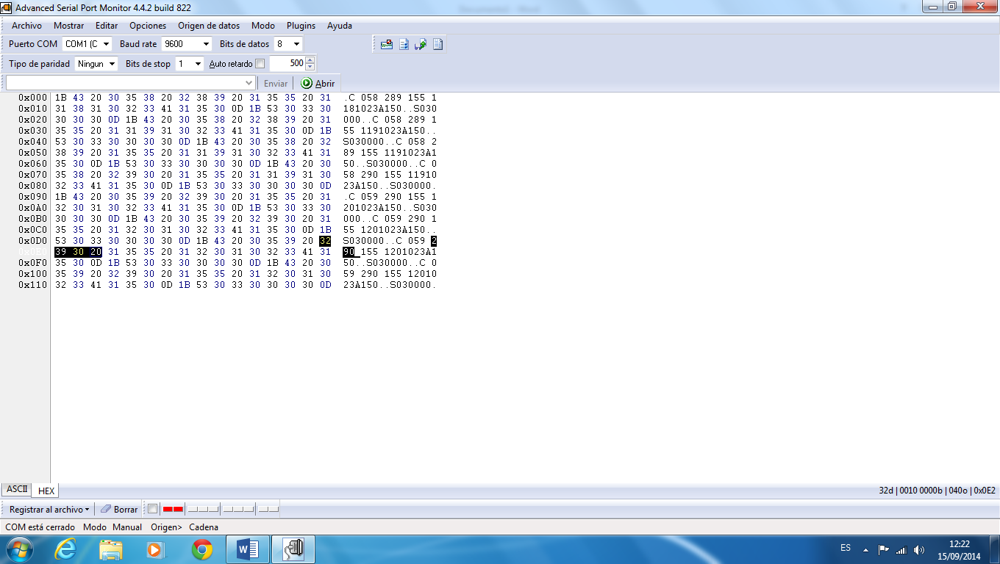 Advanced Serial Port Monitor 4.4.2 build 822
Archivo Mostrar Editar Opciones Origen de datos Modo Plugins Ayuda
Puerto COM COM1 (C Baud rate 9600 Bits de datos 8
Tipo de paridad Ningun Bits de stop 1 Auto retardo 500
Enviar Abrir
0x000 1B 43 20 30 35 38 20 32 38 39 20 31 35 35 20 31 .C 058 289 155 1
0x010 31 38 31 30 32 33 41 31 35 30 0D 1B 53 30 33 30 181023A150..S030
0x020 30 30 30 0D 1B 43 20 30 35 38 20 32 38 39 20 31 000..C 058 289 1
0x030 35 35 20 31 31 39 31 30 32 33 41 31 35 30 0D 1B 55 1191023A150..
0x040 53 30 33 30 30 30 30 0D 1B 43 20 30 35 38 20 32 S030000..C 058 2
0x050 38 39 20 31 35 35 20 31 31 39 31 30 32 33 41 31 89 155 1191023A1
0x060 35 30 0D 1B 53 30 33 30 30 30 30 0D 1B 43 20 30 50..S030000..C 0
0x070 35 38 20 32 39 30 20 31 35 35 20 31 31 39 31 30 58 290 155 11910
0x080 32 33 41 31 35 30 0D 1B 53 30 33 30 30 30 30 0D 23A150..S030000.
0x090 1B 43 20 30 35 39 20 32 39 30 20 31 35 35 20 31 .C 059 290 155 1
0x0A0 32 30 31 30 32 33 41 31 35 30 0D 1B 53 30 33 30 201023A150..S030
0x0B0 30 30 30 0D 1B 43 20 30 35 39 20 32 39 30 20 31 000..C 059 290 1
0x0C0 35 35 20 31 32 30 31 30 32 33 41 31 35 30 0D 1B 55 1201023A150..
0x0D0 53 30 33 30 30 30 30 0D 1B 43 20 30 35 39 20 32 S030000..C 059 2
0x0E0 39 30 20 31 35 35 20 31 32 30 31 30 32 33 41 31 90 155 1201023A1
0x0F0 35 30 0D 1B 53 30 33 30 30 30 30 0D 1B 43 20 30 50..S030000..C 0
0x100 35 39 20 32 39 30 20 31 35 35 20 31 32 30 31 30 59 290 155 12010
0x110 32 33 41 31 35 30 0D 1B 53 30 33 30 30 30 30 0D 23A150..S030000.
ASCII HEX 32d | 0010 0000b | 040o | 0x0E2
Registrar al archivo Borrar
COM está cerrado Modo Manual Origen> Cadena
ES 12:22
15/09/2014